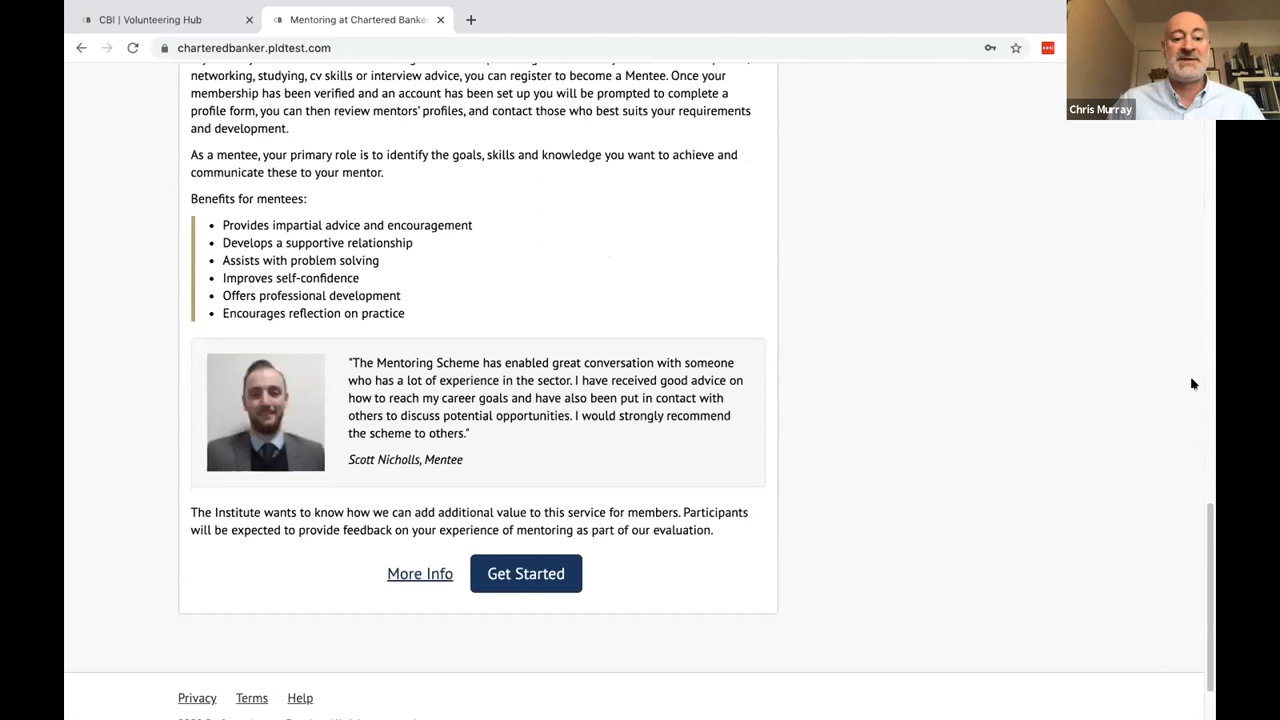 CBI | Volunteering Hub
Mentoring at Chartered Banke
charteredbanker.pldtest.com
Chris Murray
networking, studying, cv skills or interview advice, you can register to become a Mentee. Once your
membership has been verified and an account has been set up you will be prompted to complete a
profile form, you can then review mentors' profiles, and contact those who best suits your requirements
and development.
As a mentee, your primary role is to identify the goals, skills and knowledge you want to achieve and
communicate these to your mentor.
Benefits for mentees:
• Provides impartial advice and encouragement
• Develops a supportive relationship
• Assists with problem solving
• Improves self-confidence
• Offers professional development
• Encourages reflection on practice
"The Mentoring Scheme has enabled great conversation with someone
who has a lot of experience in the sector. I have received good advice on
how to reach my career goals and have also been put in contact with
others to discuss potential opportunities. I would strongly recommend
the scheme to others."
Scott Nicholls, Mentee
The Institute wants to know how we can add additional value to this service for members. Participants
will be expected to provide feedback on your experience of mentoring as part of our evaluation.
More Info
Get Started
Privacy Terms Help